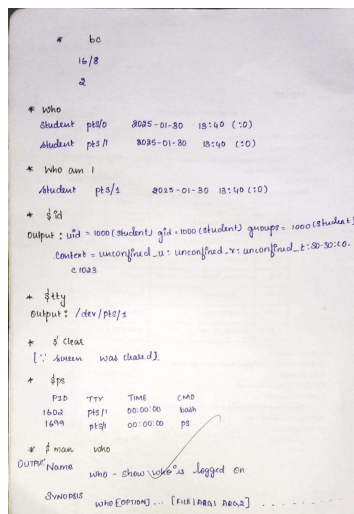 * bc
16/8
2
* Who
Student pts/0 2025-01-30 13:40 (:0)
Student pts/1 2025-01-30 13:40 (:0)
* Who am i
student pts/1 2025-01-30 13:40 (:0)
* $id
Output : uid = 1000 (student) gid = 1000 (student) groups = 1000 (student)
Context = unconfined_u : unconfined_r : unconfined_t : S0-S0:C0.
C1023
* $tty
Output : /dev/pts/1
* $ Clear
[∵ screen was cleared]
* $ps
PID TTY TIME CMD
1602 pts/1 00:00:00 bash
1699 pts/1 00:00:00 ps
* $ man who
OUTPUT Name
who - show who is logged on
SYNOPSIS
WHO [OPTION] ... [FILE | ARG1 ARG2] . . . . . . . .